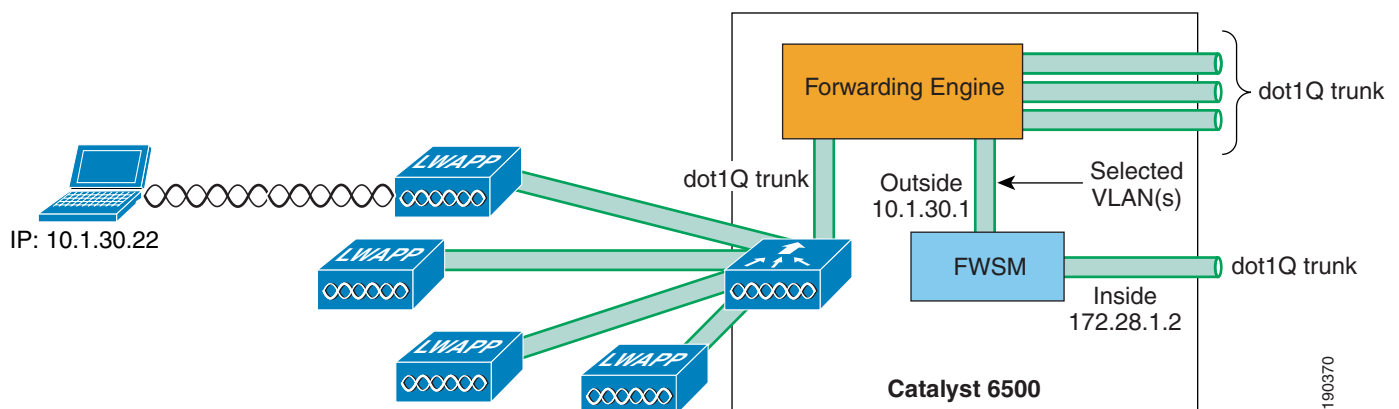 Forwarding Engine
dot1Q trunk
LWAPP
dot1Q trunk
Outside
10.1.30.1
Selected
VLAN(s)
IP: 10.1.30.22
LWAPP
FWSM
dot1Q trunk
Inside
172.28.1.2
LWAPP
LWAPP
Catalyst 6500
190370